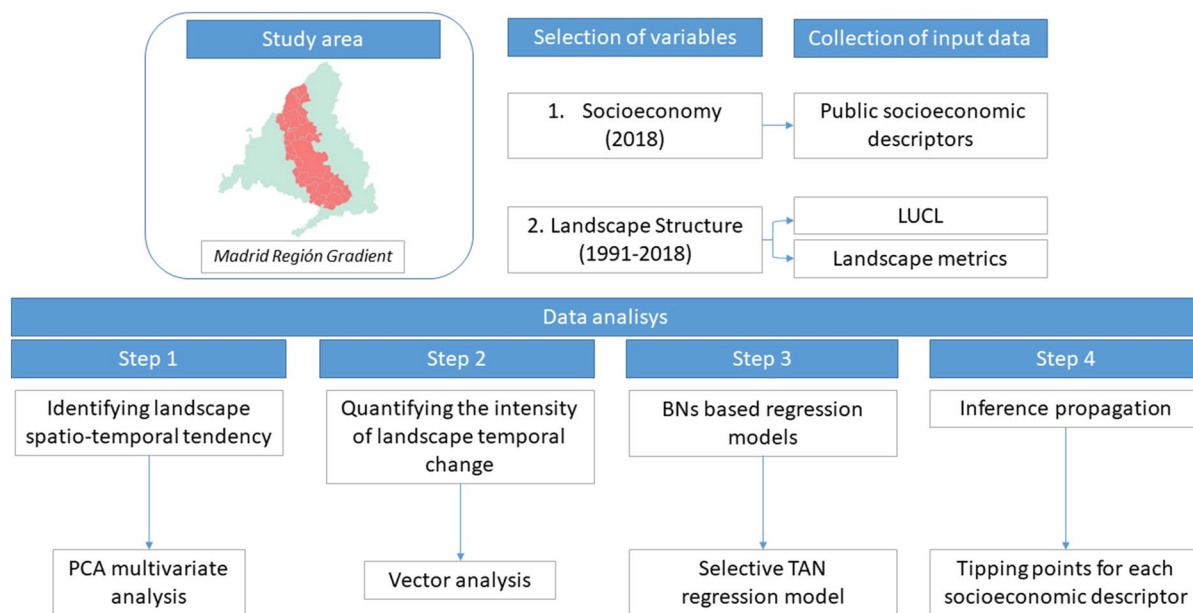 Study area
Madrid Región Gradient
Selection of variables
Collection of input data
1. Socioeconomy
(2018)
Public socioeconomic
descriptors
2. Landscape Structure
(1991-2018)
LUCL
Landscape metrics
Data analisys
Step 1
Step 2
Step 3
Step 4
Identifying landscape
spatio-temporal tendency
Quantifying the intensity
of landscape temporal
change
BNs based regression
models
Inference propagation
PCA multivariate
analysis
Vector analysis
Selective TAN
regression model
Tipping points for each
socioeconomic descriptor